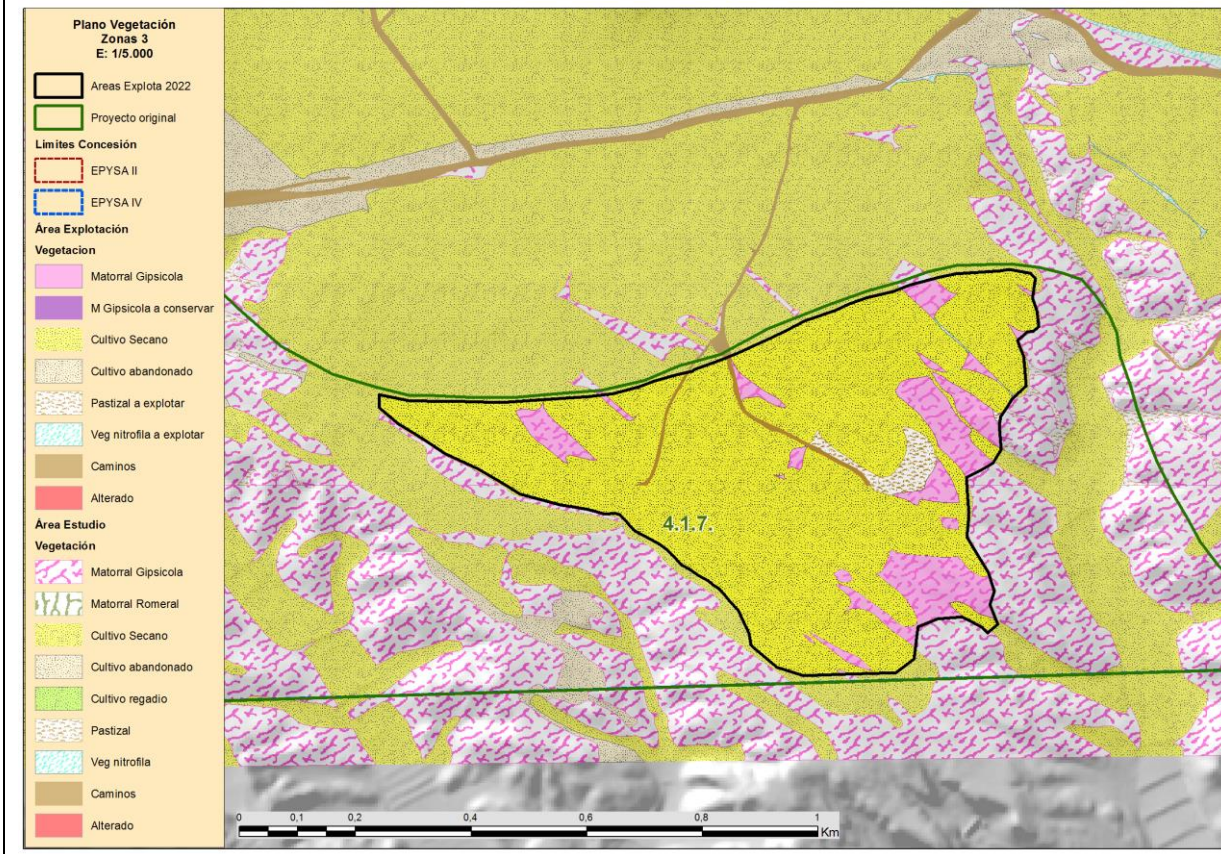 Plano Vegetación
Zonas 3
E: 1/5.000
Areas Explota 2022
Proyecto original
Limites Concesión
EPYSA II
EPYSA IV
Área Explotación
Vegetacion
Matorral Gipsicola
M Gipsicola a conservar
Cultivo Secano
Cultivo abandonado
Pastizal a explotar
Veg nitrofila a explotar
Caminos
Alterado
Área Estudio
Vegetación
Matorral Gipsicola
Matorral Romeral
Cultivo Secano
Cultivo abandonado
Cultivo regadio
Pastizal
Veg nitrofila
Caminos
Alterado
4.1.7.
0 0,1 0,2 0,4 0,6 0,8 1
Km